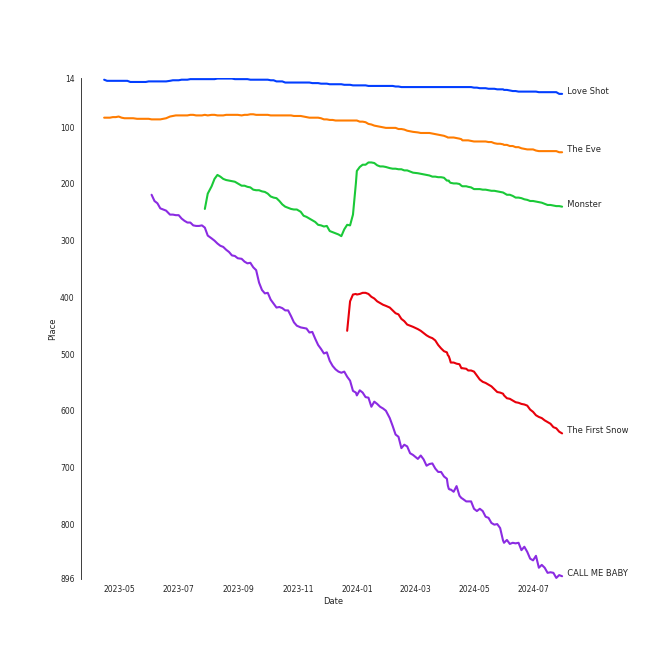 14
Love Shot
100
The Eve
200
Monster
300
Place
400
500
600
The First Snow
700
800
896
CALL ME BABY
2023-05 2023-07 2023-09 2023-11 2024-01 2024-03 2024-05 2024-07
Date